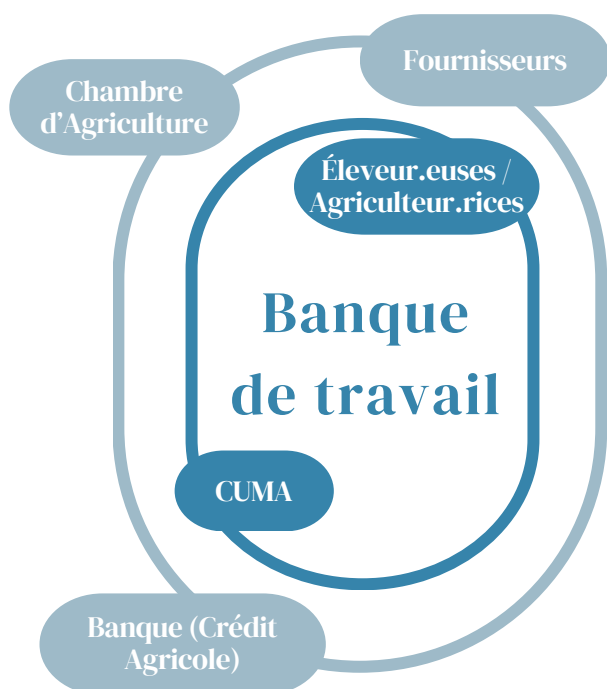 Fournisseurs
Chambre
d’Agriculture
Éleveur.euses /
Agriculteur.rices
Banque
de travail
CUMA
Banque (Crédit
Agricole)